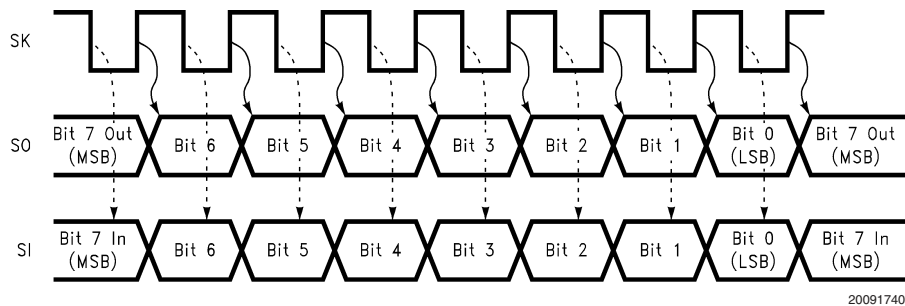 SK
SO
Bit 7 Out
(MSB)
Bit 6
Bit 5
Bit 4
Bit 3
Bit 2
Bit 1
Bit 0
(LSB)
Bit 7 Out
(MSB)
SI
Bit 7 In
(MSB)
Bit 6
Bit 5
Bit 4
Bit 3
Bit 2
Bit 1
Bit 0
(LSB)
Bit 7 In
(MSB)
20091740